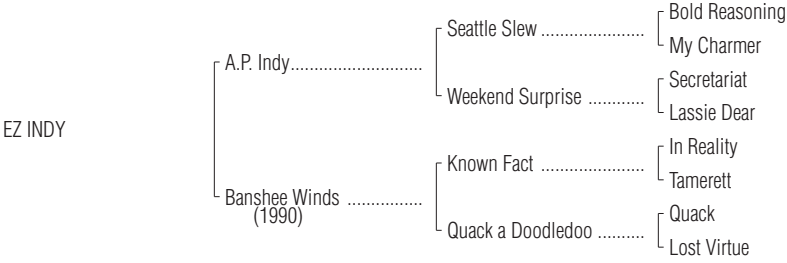 Bold Reasoning
Seattle Slew ......................
My Charmer
A.P. Indy............................
Secretariat
Weekend Surprise ............
Lassie Dear
EZ INDY
In Reality
Known Fact ......................
Tamerett
Banshee Winds ................
(1990)
Quack
Quack a Doodledoo ..........
Lost Virtue